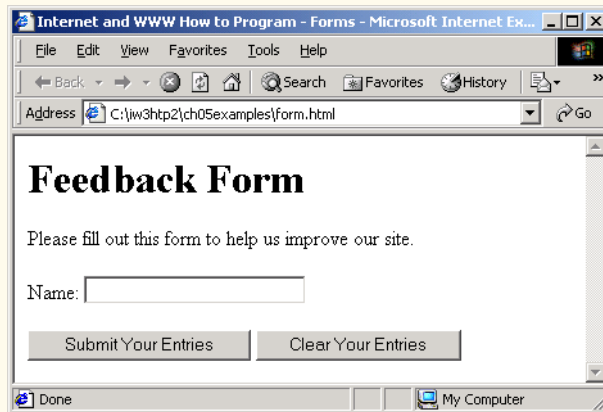 Internet and WWW How to Program - Forms - Microsoft Internet Ex...
File Edit View Favorites Tools Help
Back Search Favorites History »
Address C:\iw3htp2\ch05examples\form.html Go
Feedback Form
Please fill out this form to help us improve our site.
Name:
Submit Your Entries Clear Your Entries
Done My Computer